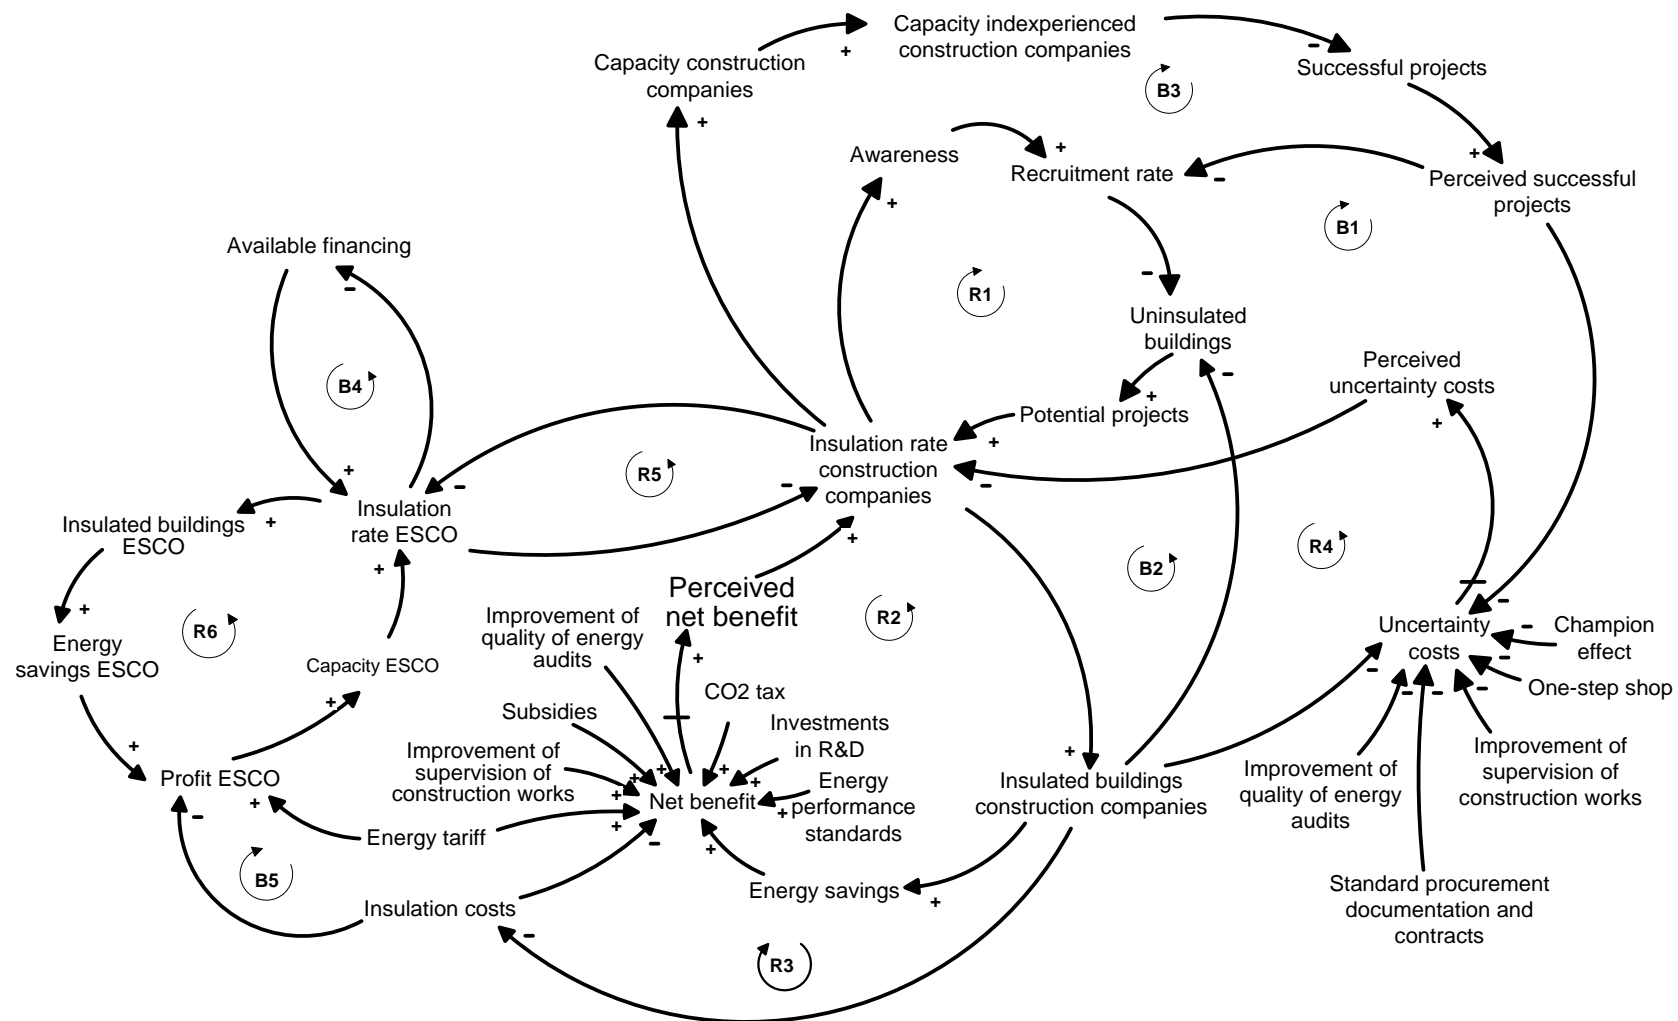 Capacity indexperienced
construction companies
Capacity construction
companies
+
-
Successful projects
B3
+
Awareness
+
Recruitment rate
+
-
Perceived successful
projects
+
B1
Available financing
-
R1
-
Uninsulated
buildings
-
Perceived
uncertainty costs
B4
+
Potential projects
+
+
Insulation rate
construction
companies
-
-
R5
+
-
Insulation
rate ESCO
+
Insulated buildings
ESCO
+
+
R4
B2
Perceived
net benefit
R2
+
Improvement of
quality of energy
audits
R6
Energy
savings ESCO
Capacity ESCO
+
+
CO2 tax
Subsidies
Investments
in R&D
Improvement of
supervision of
construction works
Energy
performance
standards
Net benefit
+
+
+
+
+
+
+
-
+
Profit ESCO
+
+
-
Energy tariff
B5
Insulation costs
-
Energy savings
+
R3
+
Insulated buildings
construction companies
-
Uncertainty
costs
-
Champion
effect
-
One-step shop
-
-
-
-
Improvement of
quality of energy
audits
Improvement of
supervision of
construction works
Standard procurement
documentation and
contracts